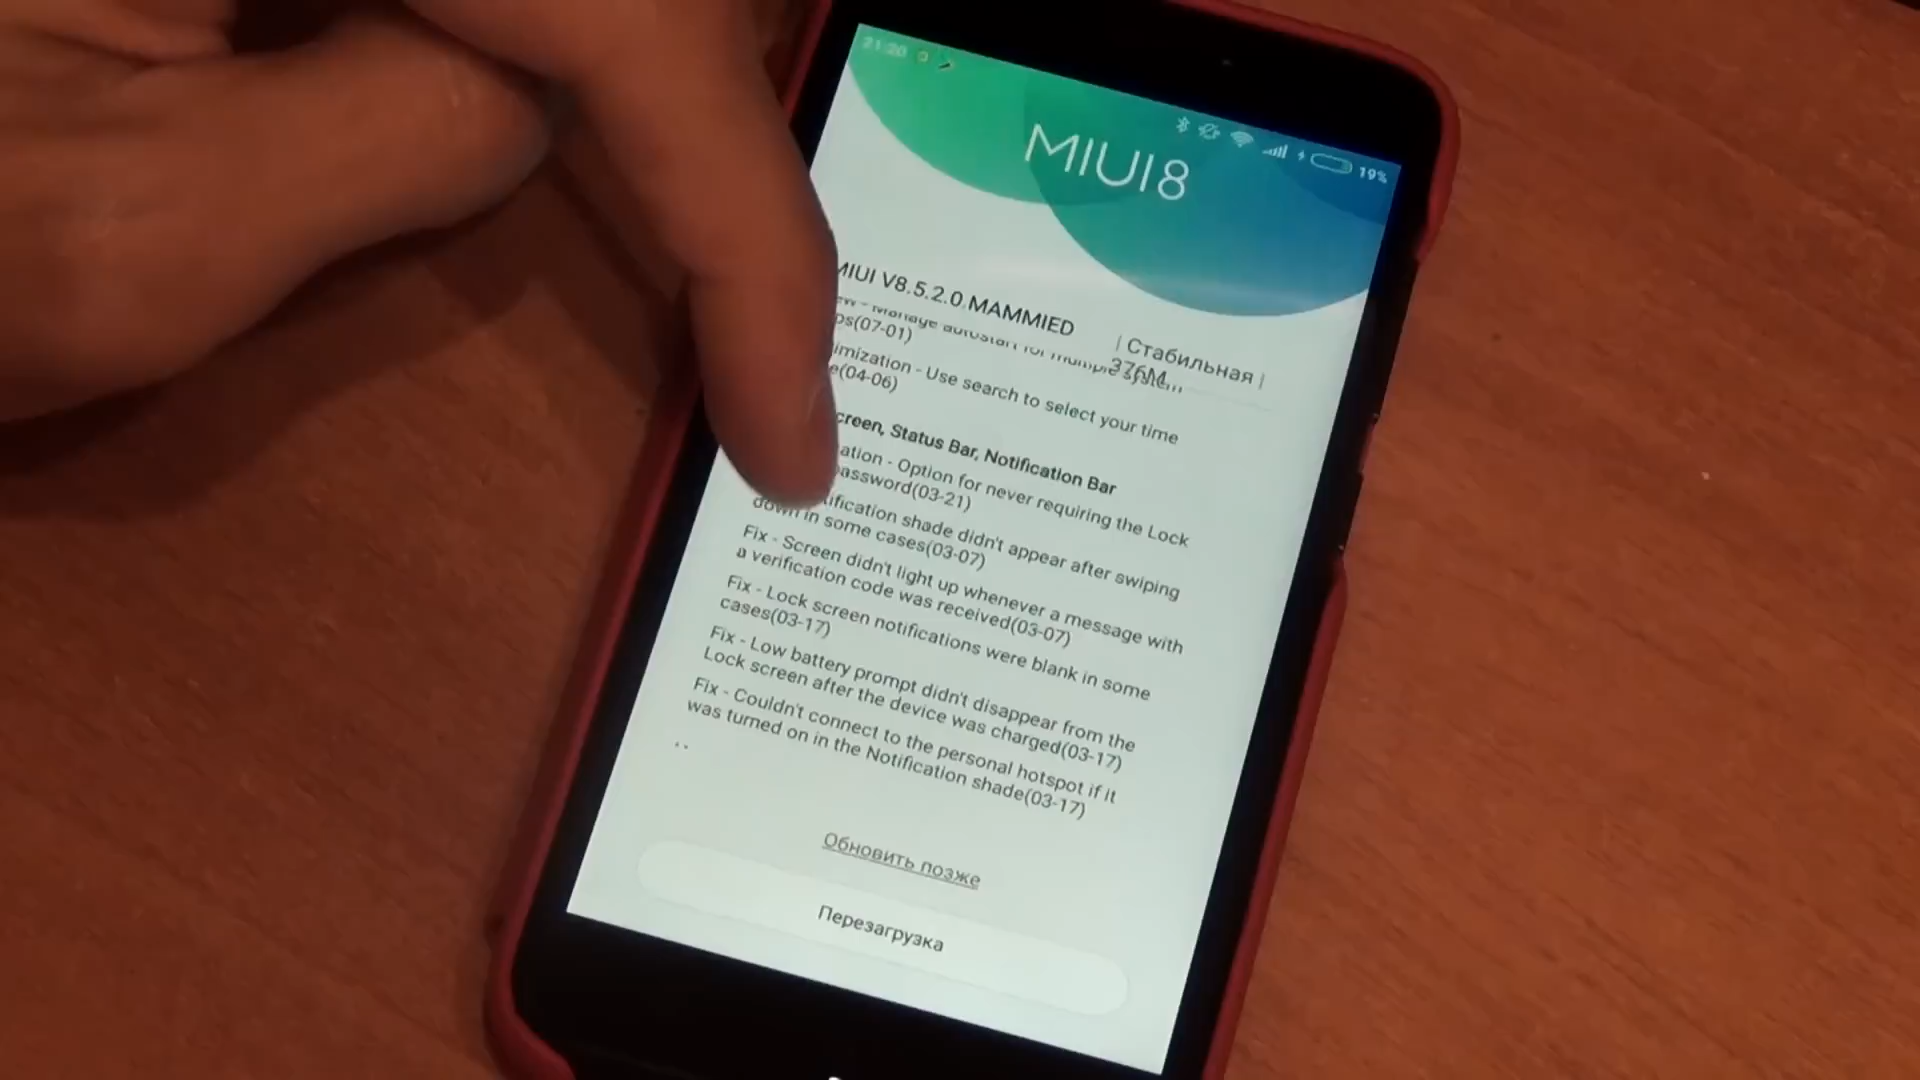 21:20
19%
MIUI8
MIUI V8.5.2.0.MAMMIED
| Стабильная |
376M...
- Manage autostart for multiple system
ps(07-01)
imization - Use search to select your time
e(04-06)
creen, Status Bar, Notification Bar
ation - Option for never requiring the Lock
assword(03-21)
ification shade didn't appear after swiping
down in some cases(03-07)
Fix - Screen didn't light up whenever a message with
a verification code was received(03-07)
Fix - Lock screen notifications were blank in some
cases(03-17)
Fix - Low battery prompt didn't disappear from the
Lock screen after the device was charged(03-17)
Fix - Couldn't connect to the personal hotspot if it
was turned on in the Notification shade(03-17)
..
Обновить позже
Перезагрузка